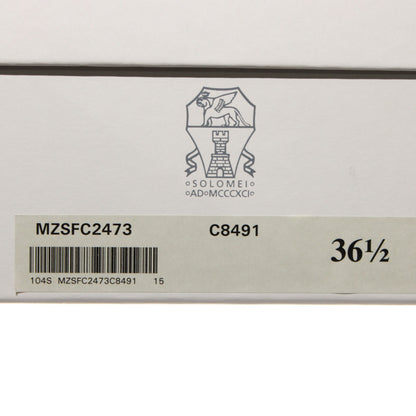 SOLOMEI
AD MCCCXCI
MZSFC2473 C8491 36½
104S MZSFC2473C8491 15